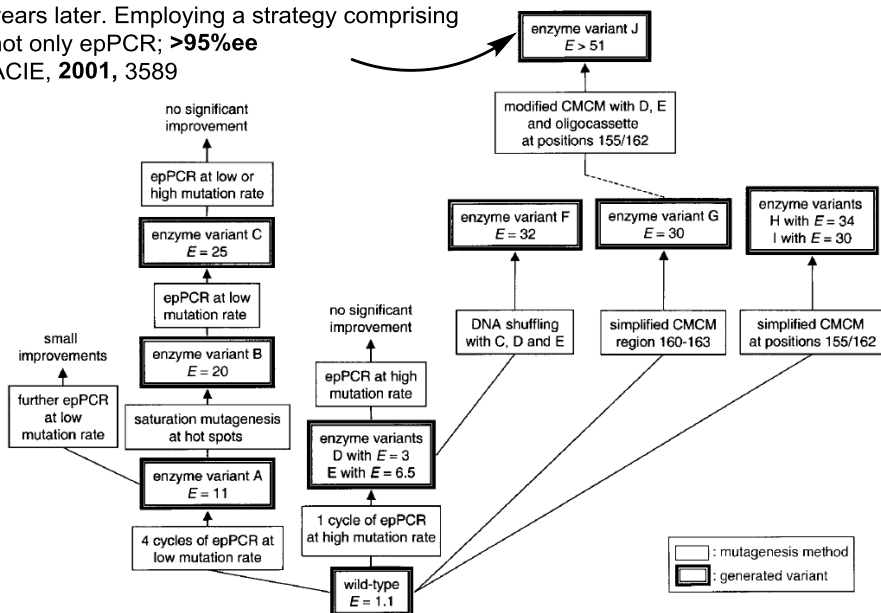 years later. Employing a strategy comprising
not only epPCR; >95%ee
ACIE, 2001, 3589
enzyme variant J
E > 51
modified CMCM with D, E
and oligocassette
at positions 155/162
no significant
improvement
epPCR at low or
high mutation rate
enzyme variant C
E = 25
epPCR at low
mutation rate
enzyme variant B
E = 20
saturation mutagenesis
at hot spots
small
improvements
further epPCR
at low
mutation rate
enzyme variant A
E = 11
4 cycles of epPCR at
low mutation rate
no significant
improvement
epPCR at high
mutation rate
enzyme variants
D with E = 3
E with E = 6.5
1 cycle of epPCR
at high mutation rate
wild-type
E = 1.1
enzyme variant F
E = 32
DNA shuffling
with C, D and E
enzyme variant G
E = 30
simplified CMCM
region 160-163
enzyme variants
H with E = 34
I with E = 30
simplified CMCM
at positions 155/162
: mutagenesis method
: generated variant